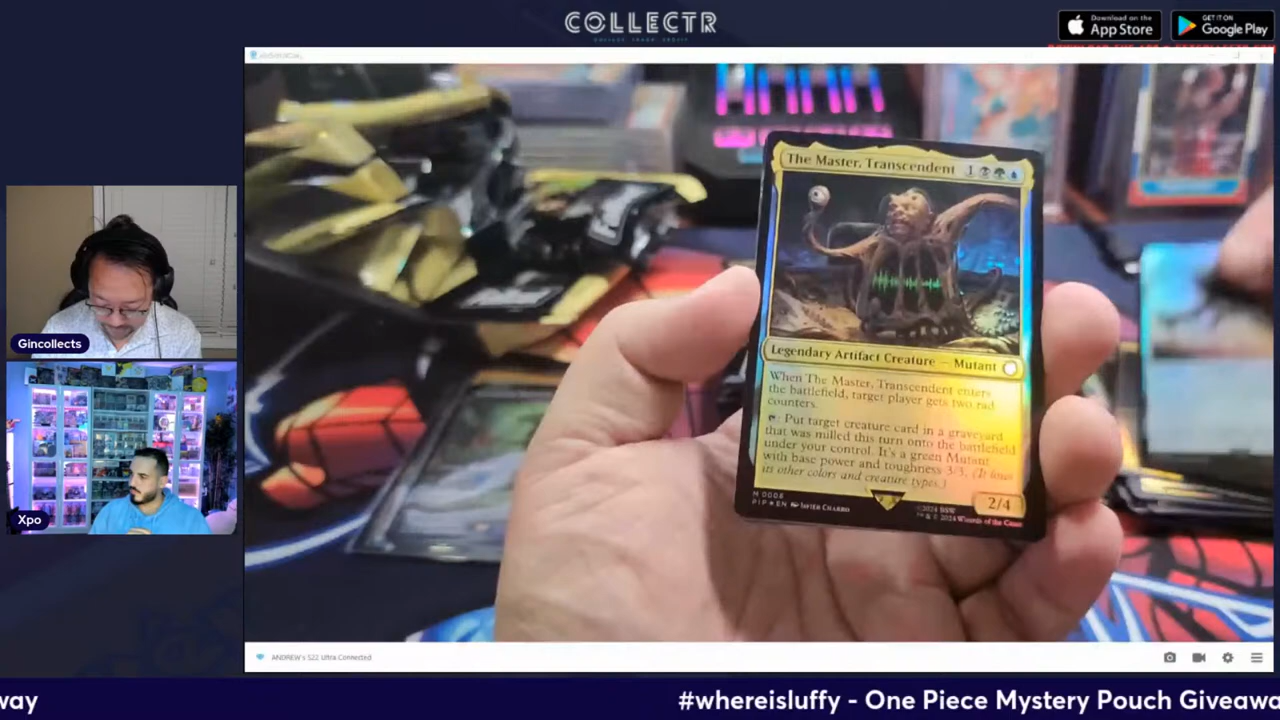 COLLECTR
Download on the
App Store
GET IT ON
Google Play
The Master, Transcendent 1
Legendary Artifact Creature — Mutant
When The Master, Transcendent enters
the battlefield, target player gets two rad
counters.
: Put target creature card in a graveyard
that was milled this turn onto the battlefield
under your control. It's a green Mutant
with base power and toughness 3/3. (It loses
its other colors and creature types.)
2/4
M 0006
PIP EN
Gincollects
Xpo
ANDREW's S22 Ultra Connected
way
#whereisluffy - One Piece Mystery Pouch Giveawa